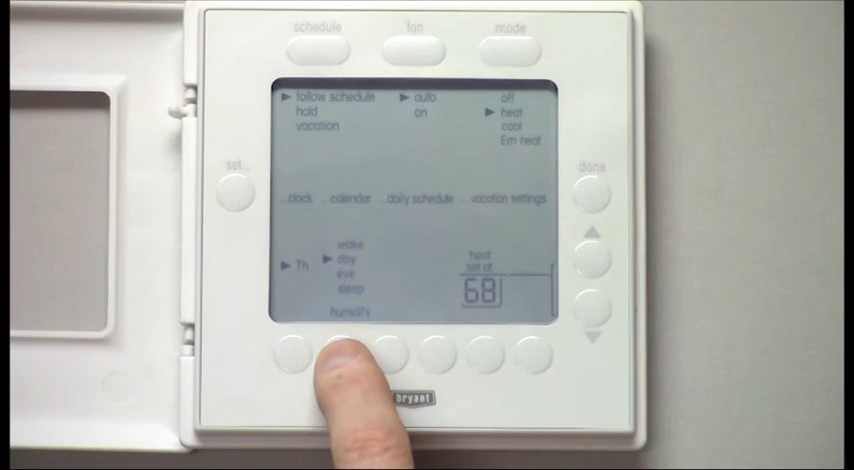 schedule fan mode
follow schedule auto off
hold on heat
vacation cool
Em heat
set... done
...clock ...calendar ...daily schedule ...vacation settings
woke
Th day heat
eve set at
sleep 68
humidify
bryant